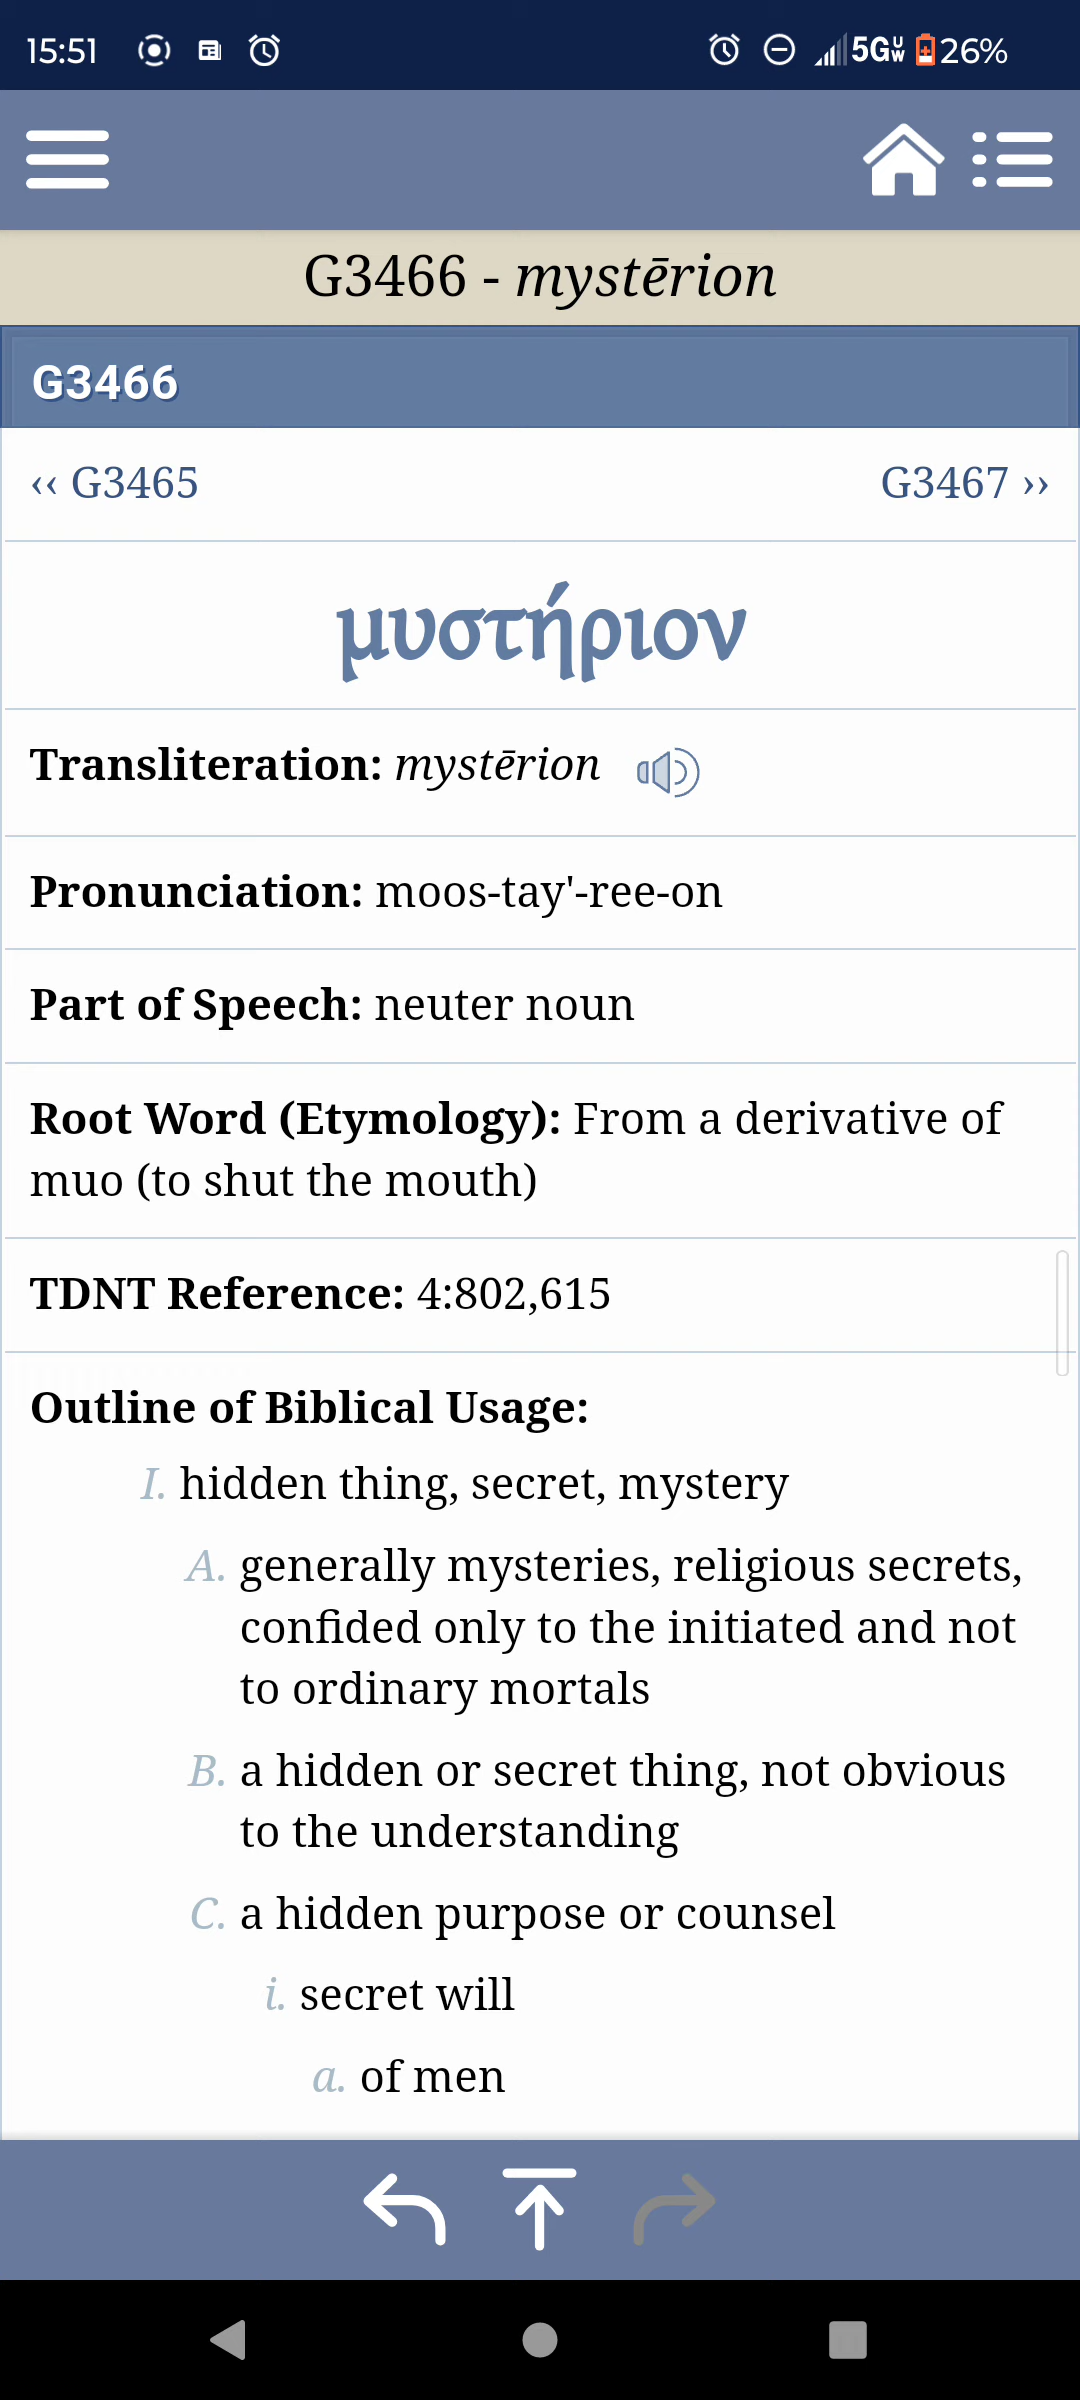 15:51 5G UW 26%
G3466 - mystērion
G3466
‹‹ G3465 G3467 ››
μυστήριον
Transliteration: mystērion
Pronunciation: moos-tay'-ree-on
Part of Speech: neuter noun
Root Word (Etymology): From a derivative of
muo (to shut the mouth)
TDNT Reference: 4:802,615
Outline of Biblical Usage:
I. hidden thing, secret, mystery
A. generally mysteries, religious secrets,
confided only to the initiated and not
to ordinary mortals
B. a hidden or secret thing, not obvious
to the understanding
C. a hidden purpose or counsel
i. secret will
a. of men